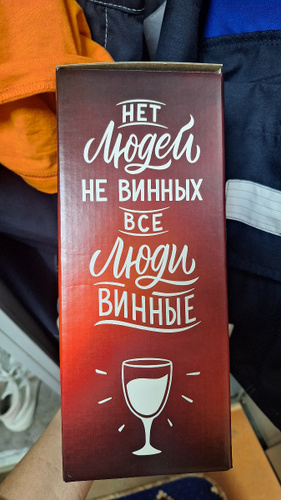 НЕТ
Людей
НЕ ВИННЫХ
ВСЕ
Люди
ВИННЫЕ